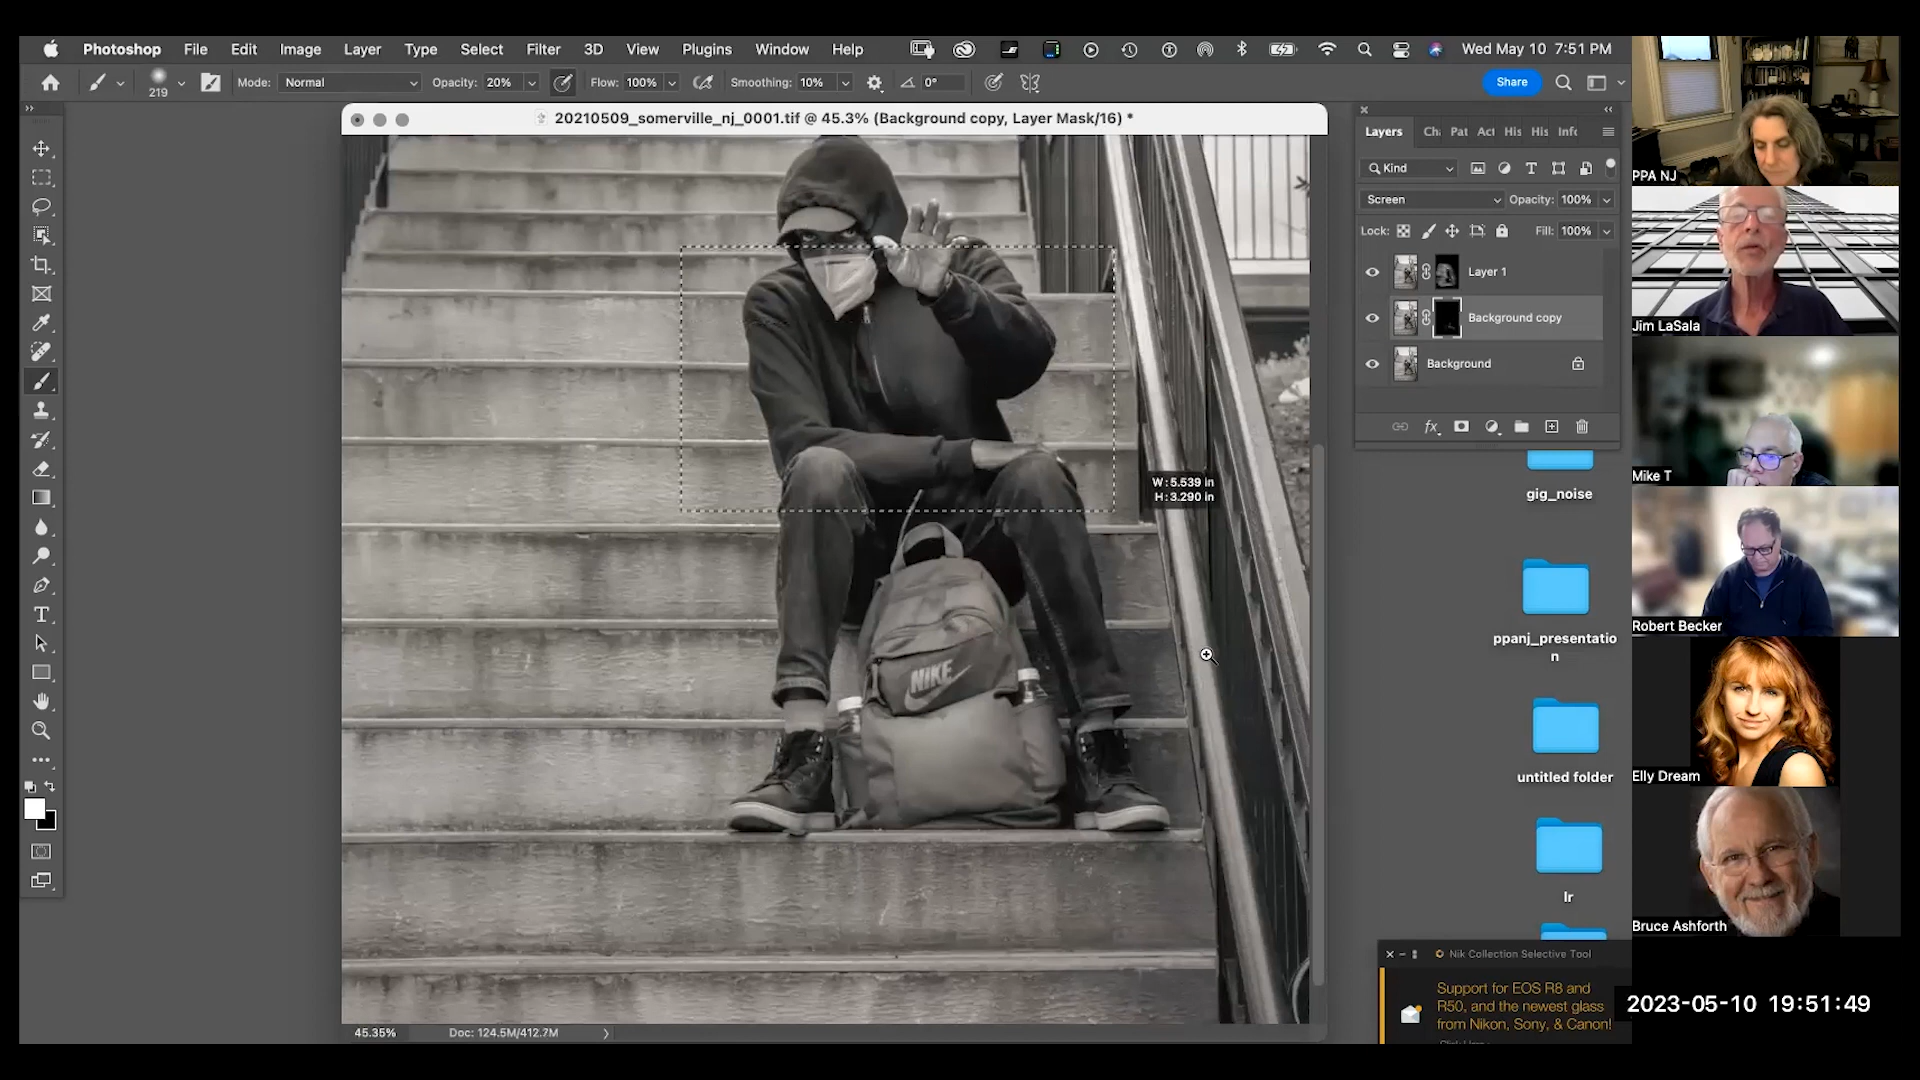 Photoshop File Edit Image Layer Type Select Filter 3D View Plugins Window Help Wed May 10 7:51 PM
219 Mode: Normal Opacity: 20% Flow: 100% Smoothing: 10% 0° Share
20210509_somerville_nj_0001.tif @ 45.3% (Background copy, Layer Mask/16) *
Layers Ch Pat Act His His Info
Kind
Screen Opacity: 100%
Lock: Fill: 100%
Layer 1
Background copy
Background
fx
W: 5.539 in
H: 3.290 in
NIKE
45.35% Doc: 124.5M/412.7M
gig_noise
ppanj_presentatio
n
untitled folder
lr
Nik Collection Selective Tool
Support for EOS R8 and
R50, and the newest glass
from Nikon, Sony, & Canon!
PPA NJ
Jim LaSala
Mike T
Robert Becker
Elly Dream
Bruce Ashforth
2023-05-10 19:51:49